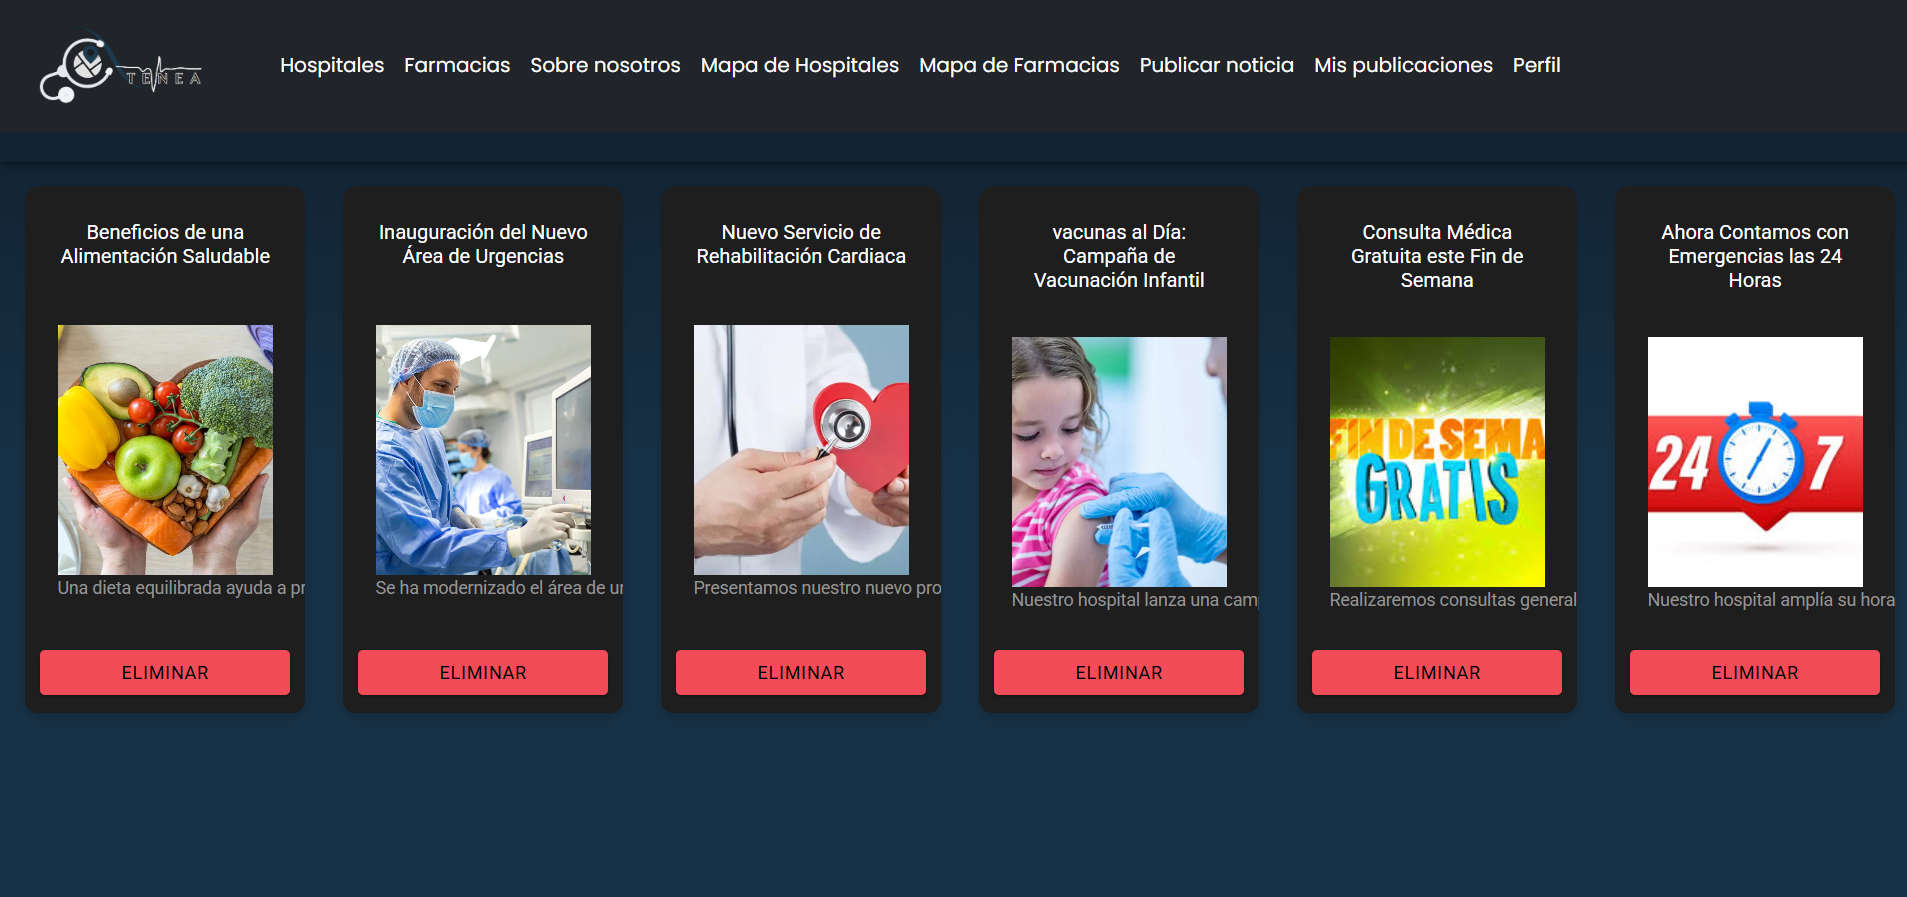 TENEA
Hospitales Farmacias Sobre nosotros Mapa de Hospitales Mapa de Farmacias Publicar noticia Mis publicaciones Perfil
Beneficios de una
Alimentación Saludable
Una dieta equilibrada ayuda a pr
ELIMINAR
Inauguración del Nuevo
Área de Urgencias
Se ha modernizado el área de ur
ELIMINAR
Nuevo Servicio de
Rehabilitación Cardiaca
Presentamos nuestro nuevo pro
ELIMINAR
vacunas al Día:
Campaña de
Vacunación Infantil
Nuestro hospital lanza una cam
ELIMINAR
Consulta Médica
Gratuita este Fin de
Semana
FIN DE SEMA
GRATIS
Realizaremos consultas general
ELIMINAR
Ahora Contamos con
Emergencias las 24
Horas
24 7
Nuestro hospital amplía su hora
ELIMINAR